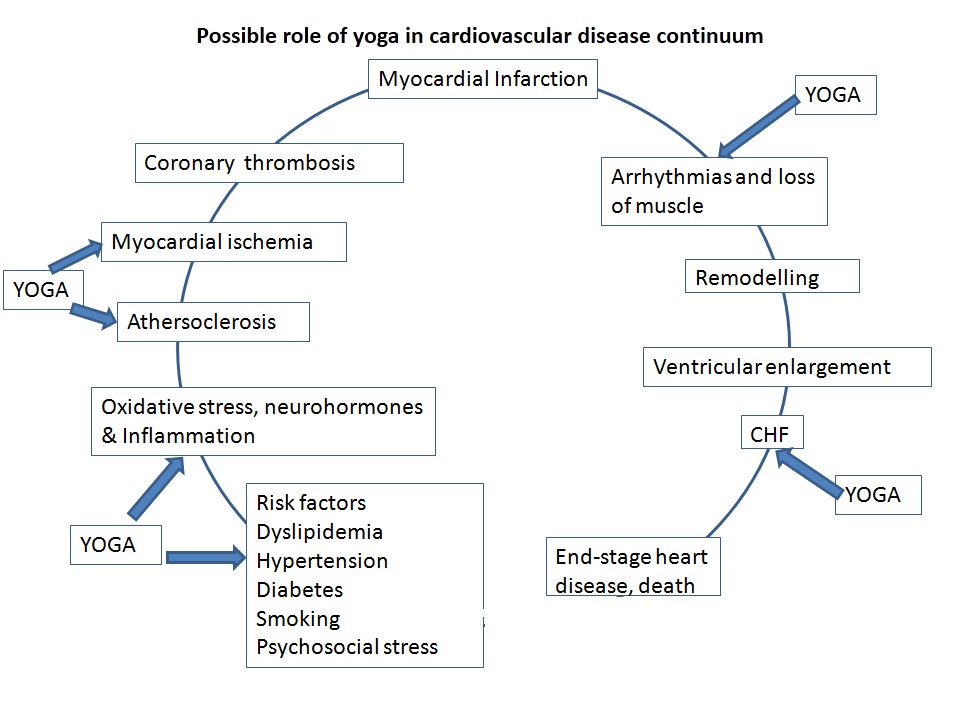 Possible role of yoga in cardiovascular disease continuum
Myocardial Infarction
YOGA
Coronary thrombosis
Arrhythmias and loss
of muscle
Myocardial ischemia
Remodelling
YOGA
Athersoclerosis
Ventricular enlargement
Oxidative stress, neurohormones
& Inflammation
CHF
YOGA
Risk factors
Dyslipidemia
Hypertension
Diabetes
Smoking
Psychosocial stress
YOGA
End-stage heart
disease, death